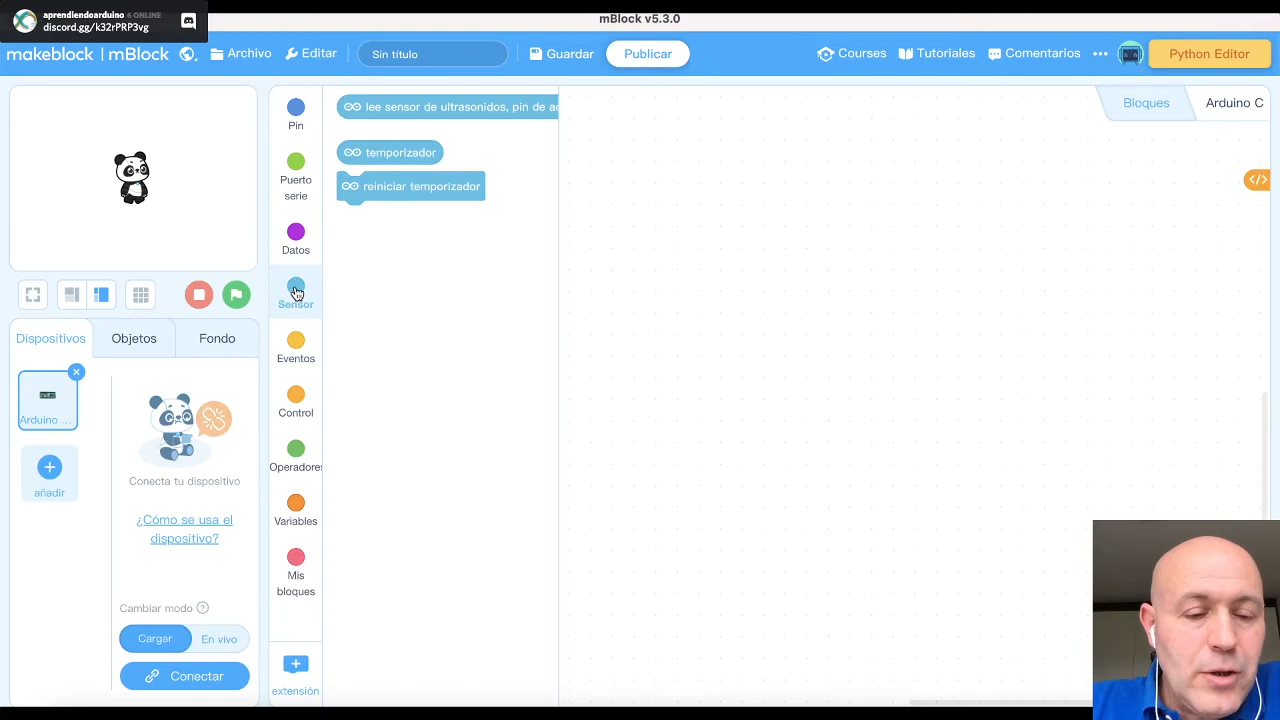 aprendiendoarduino 6 ONLINE
discord.gg/k32rPRP3vg
mBlock v5.3.0
makeblock | mBlock
Archivo
Editar
Sin título
Guardar
Publicar
Courses
Tutoriales
Comentarios
Python Editor
Pin
Puerto
serie
Datos
Sensor
Eventos
Control
Operadores
Variables
Mis
bloques
extensión
lee sensor de ultrasonidos, pin de
temporizador
reiniciar temporizador
Bloques
Arduino C
Dispositivos
Objetos
Fondo
Arduino ...
añadir
Conecta tu dispositivo
¿Cómo se usa el
dispositivo?
Cambiar modo ?
Cargar
En vivo
Conectar